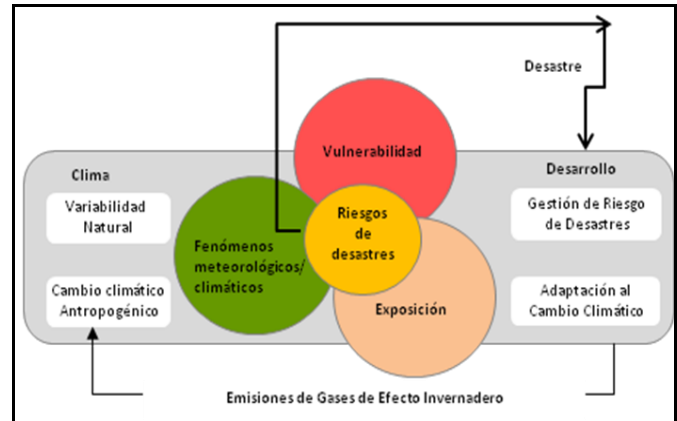 Desastre
Vulnerabilidad
Clima
Variabilidad
Natural
Cambio climático
Antropogénico
Fenómenos
meteorológicos/
climáticos
Riesgos
de
desastres
Exposición
Desarrollo
Gestión de Riesgo
de Desastres
Adaptación al
Cambio Climático
Emisiones de Gases de Efecto Invernadero